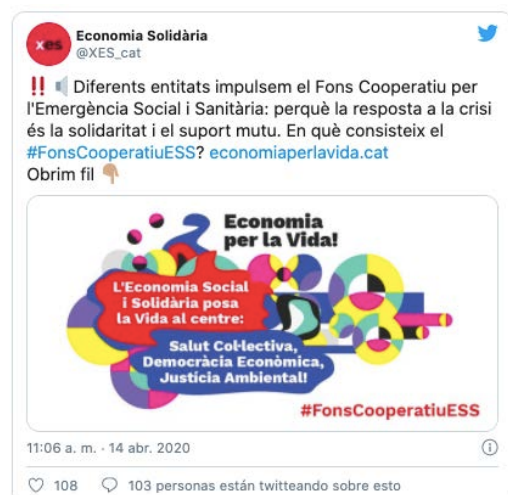 xes
Economia Solidària
@XES_cat
Diferents entitats impulsem el Fons Cooperatiu per
l'Emergència Social i Sanitària: perquè la resposta a la crisi
és la solidaritat i el suport mutu. En què consisteix el
#FonsCooperatiuESS? economiaperlavida.cat
Obrim fil
Economia
per la Vida!
L'Economia Social
i Solidària posa
la Vida al centre:
Salut Col·lectiva,
Democràcia Econòmica,
Justícia Ambiental!
#FonsCooperatiuESS
11:06 a. m. · 14 abr. 2020
108 103 personas están twitteando sobre esto